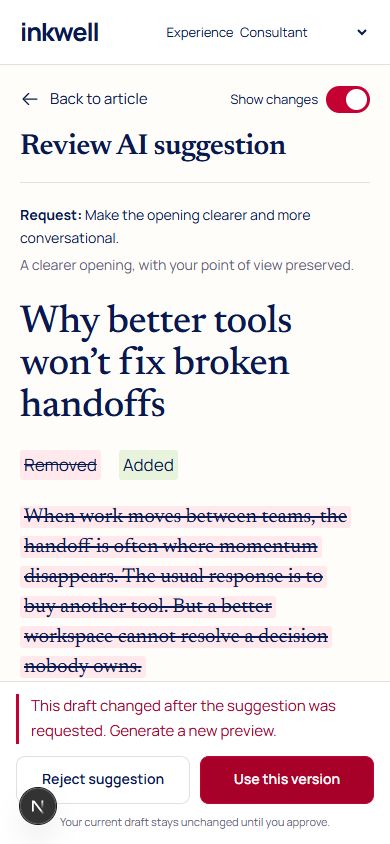 inkwell
Experience Consultant
Back to article
Show changes
Review AI suggestion
Request: Make the opening clearer and more
conversational.
A clearer opening, with your point of view preserved.
Why better tools
won’t fix broken
handoffs
Removed Added
When work moves between teams, the
handoff is often where momentum
disappears. The usual response is to
buy another tool. But a better
workspace cannot resolve a decision
nobody owns.
This draft changed after the suggestion was
requested. Generate a new preview.
Reject suggestion
Use this version
N
Your current draft stays unchanged until you approve.